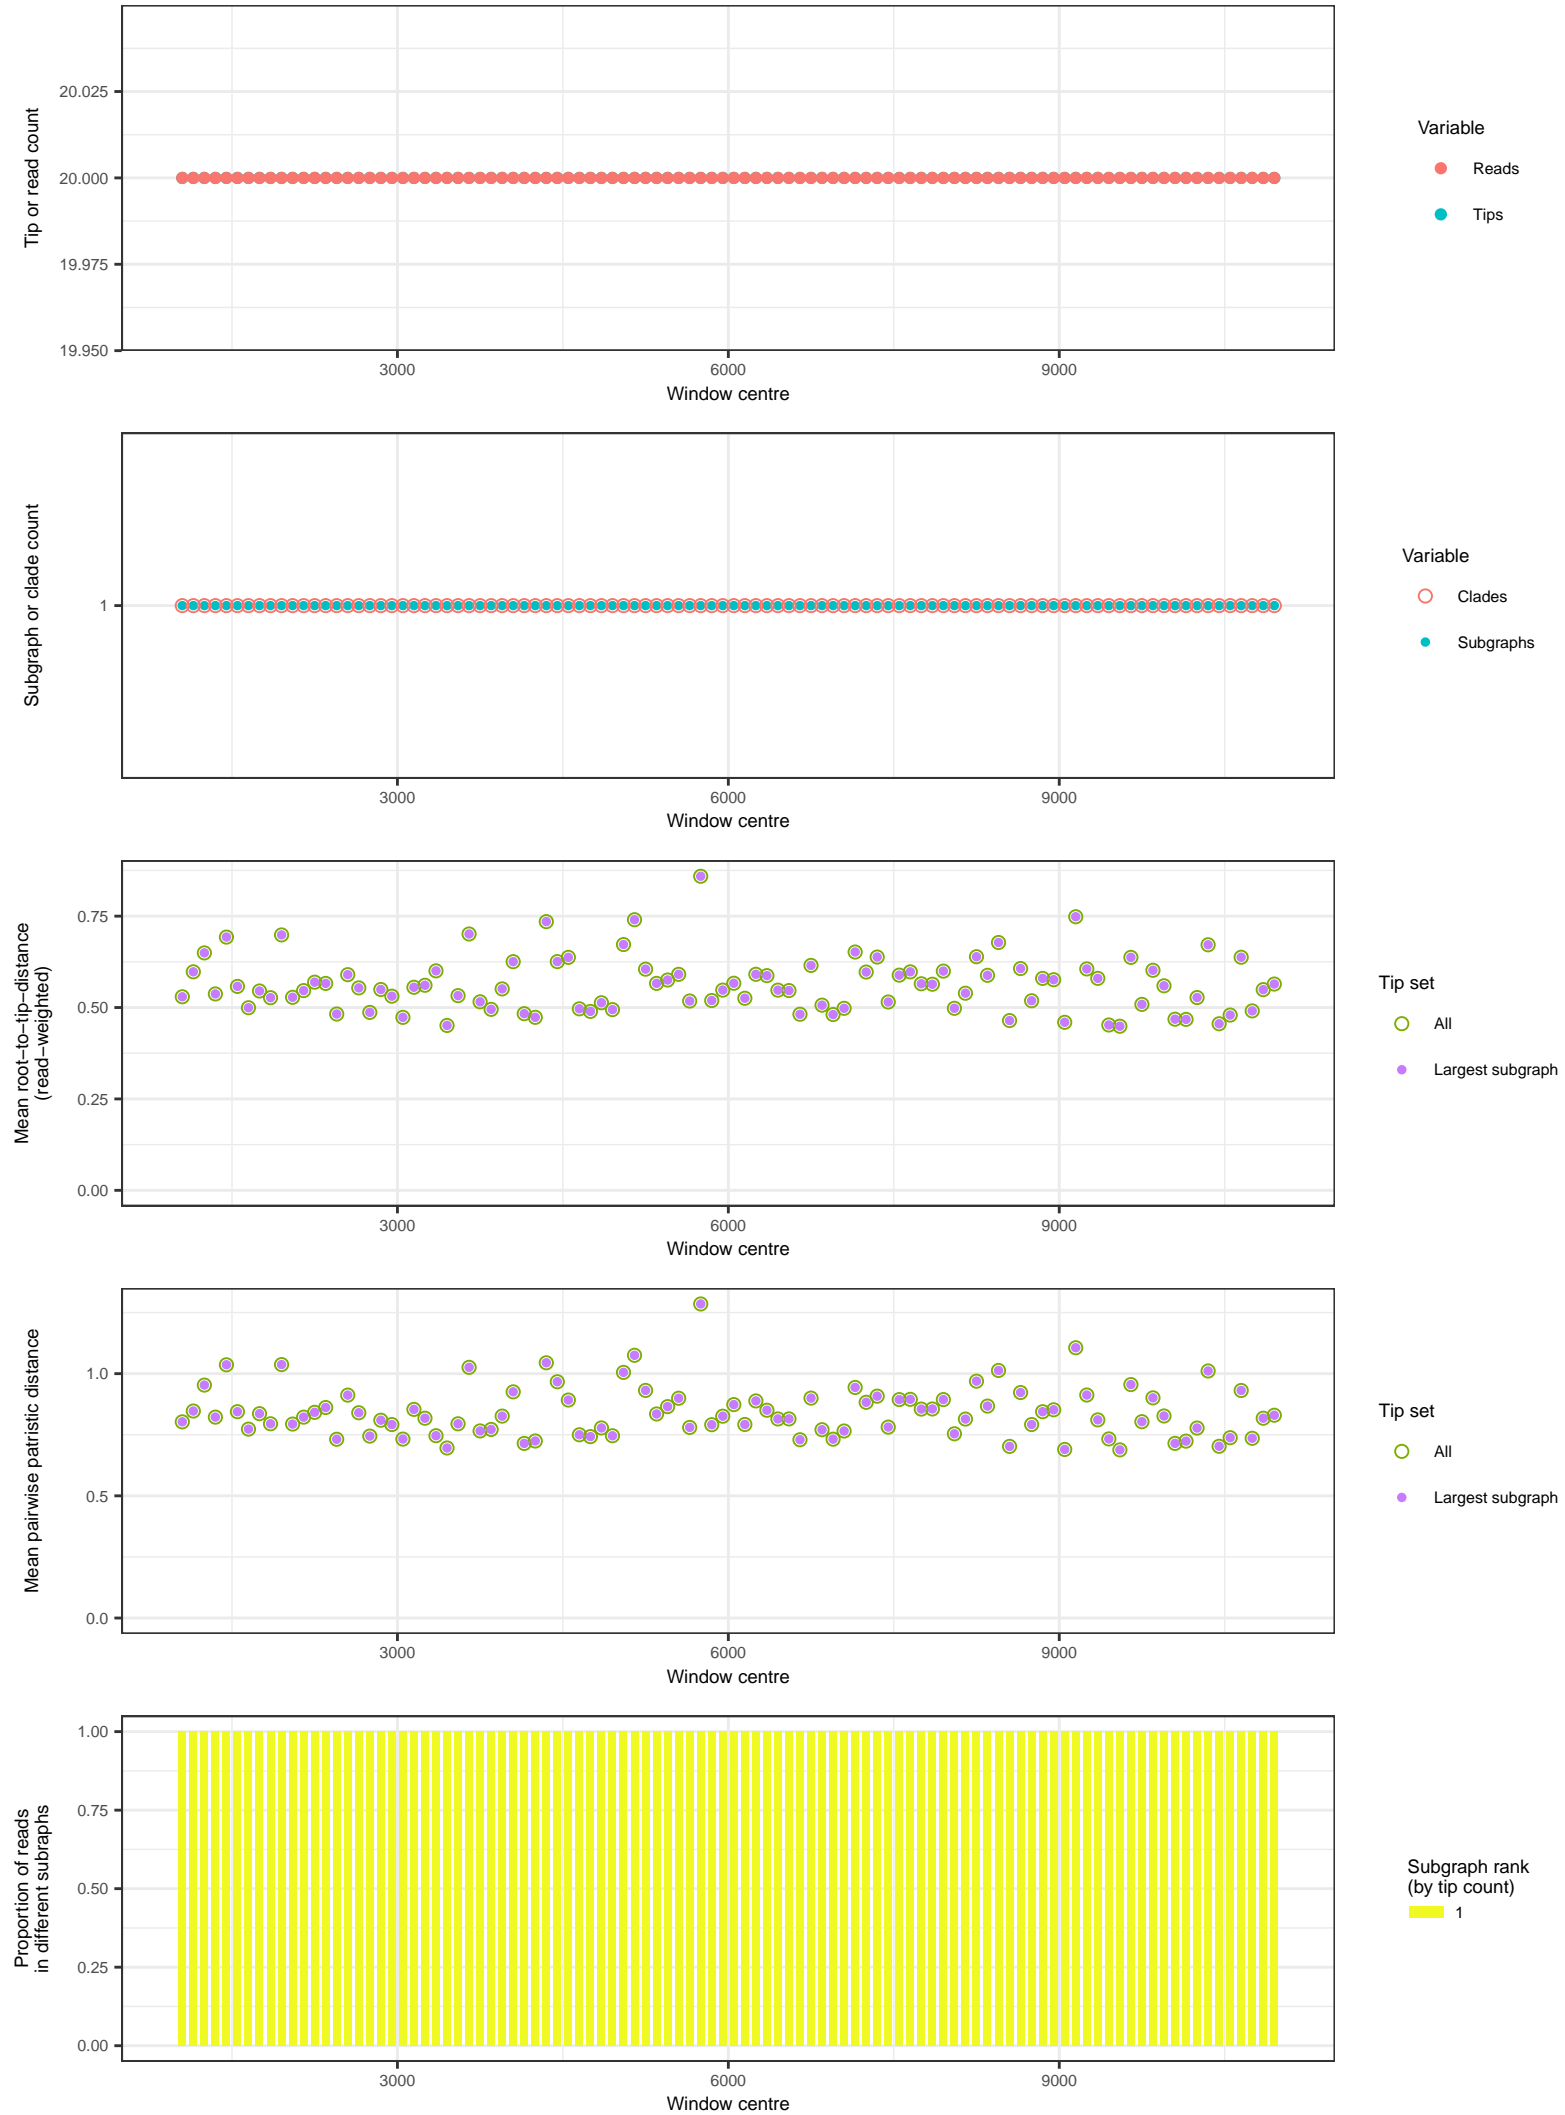 Tip or read count
20.025
20.000
19.975
19.950
3000
6000
9000
Window centre
Variable
Reads
Tips
Subgraph or clade count
1
3000
6000
9000
Window centre
Variable
Clades
Subgraphs
Mean root−to−tip−distance
(read−weighted)
0.75
0.50
0.25
0.00
3000
6000
9000
Window centre
Tip set
All
Largest subgraph
Mean pairwise patristic distance
1.0
0.5
0.0
3000
6000
9000
Window centre
Tip set
All
Largest subgraph
Proportion of reads
in different subraphs
1.00
0.75
0.50
0.25
0.00
3000
6000
9000
Window centre
Subgraph rank
(by tip count)
1